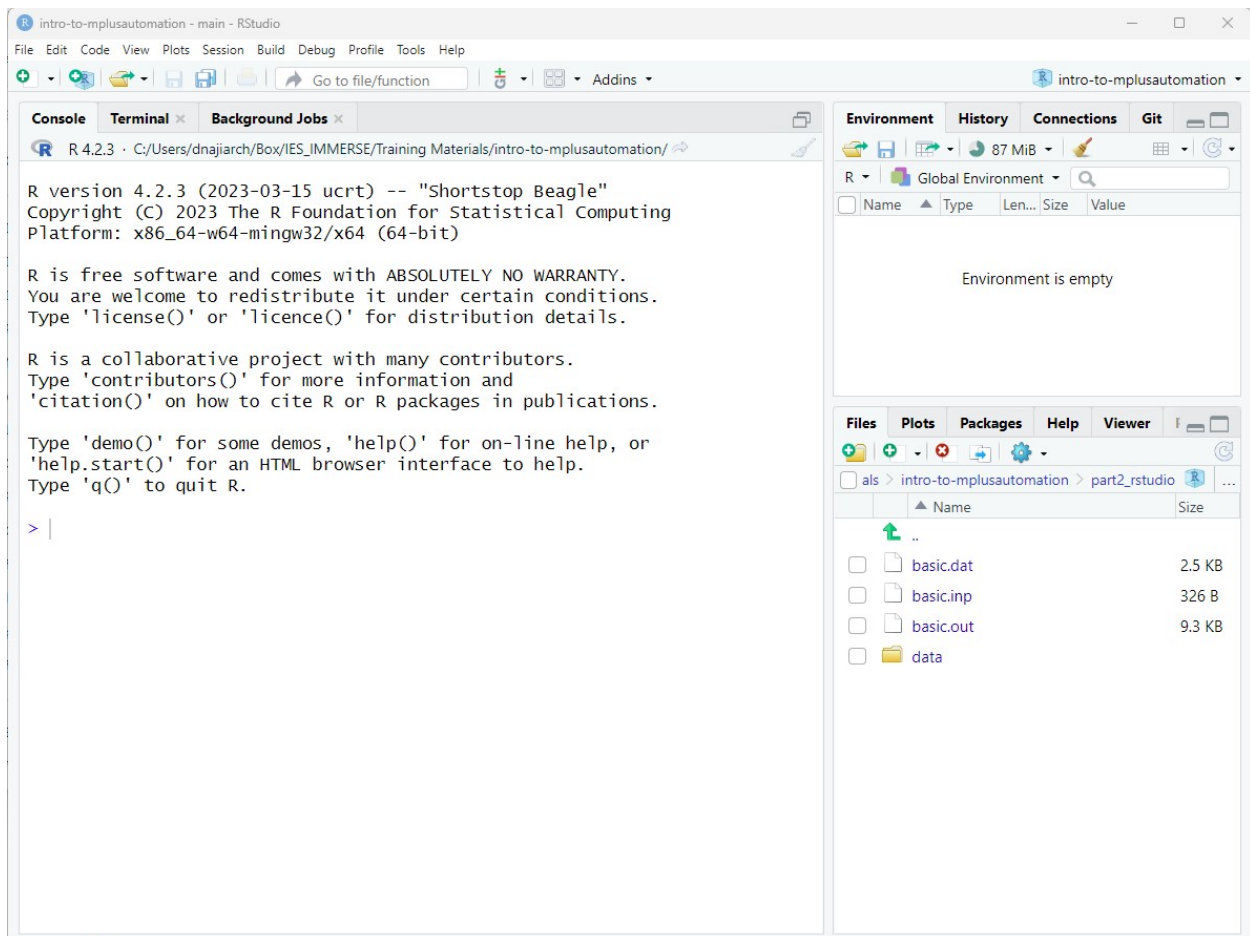 intro-to-mplusautomation - main - RStudio
File Edit Code View Plots Session Build Debug Profile Tools Help
Go to file/function
Addins
intro-to-mplusautomation
Console Terminal Background Jobs
R 4.2.3 · C:/Users/dnajiarch/Box/IES_IMMERSE/Training Materials/intro-to-mplusautomation/
R version 4.2.3 (2023-03-15 ucrt) -- "Shortstop Beagle"
Copyright (C) 2023 The R Foundation for Statistical Computing
Platform: x86_64-w64-mingw32/x64 (64-bit)
R is free software and comes with ABSOLUTELY NO WARRANTY.
You are welcome to redistribute it under certain conditions.
Type 'license()' or 'licence()' for distribution details.
R is a collaborative project with many contributors.
Type 'contributors()' for more information and
'citation()' on how to cite R or R packages in publications.
Type 'demo()' for some demos, 'help()' for on-line help, or
'help.start()' for an HTML browser interface to help.
Type 'q()' to quit R.
>
Environment History Connections Git
87 MiB
R Global Environment
Name Type Len... Size Value
Environment is empty
Files Plots Packages Help Viewer
als > intro-to-mplusautomation > part2_rstudio ...
Name Size
..
basic.dat 2.5 KB
basic.inp 326 B
basic.out 9.3 KB
data